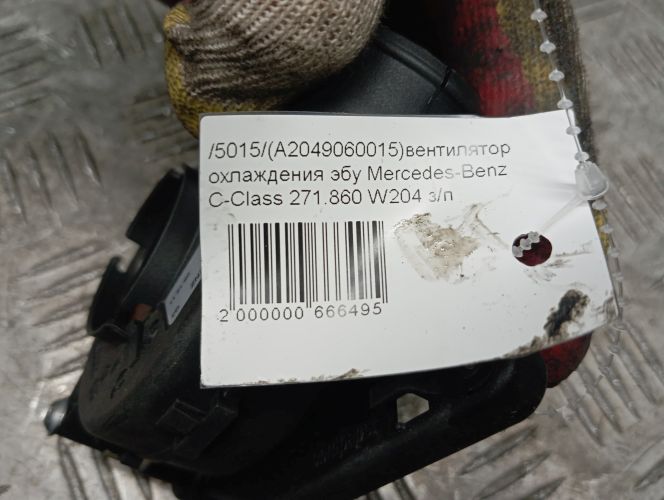 /5015/(A2049060015)вентилятор
охлаждения эбу Mercedes-Benz
C-Class 271.860 W204 з/п
2 000000 666495